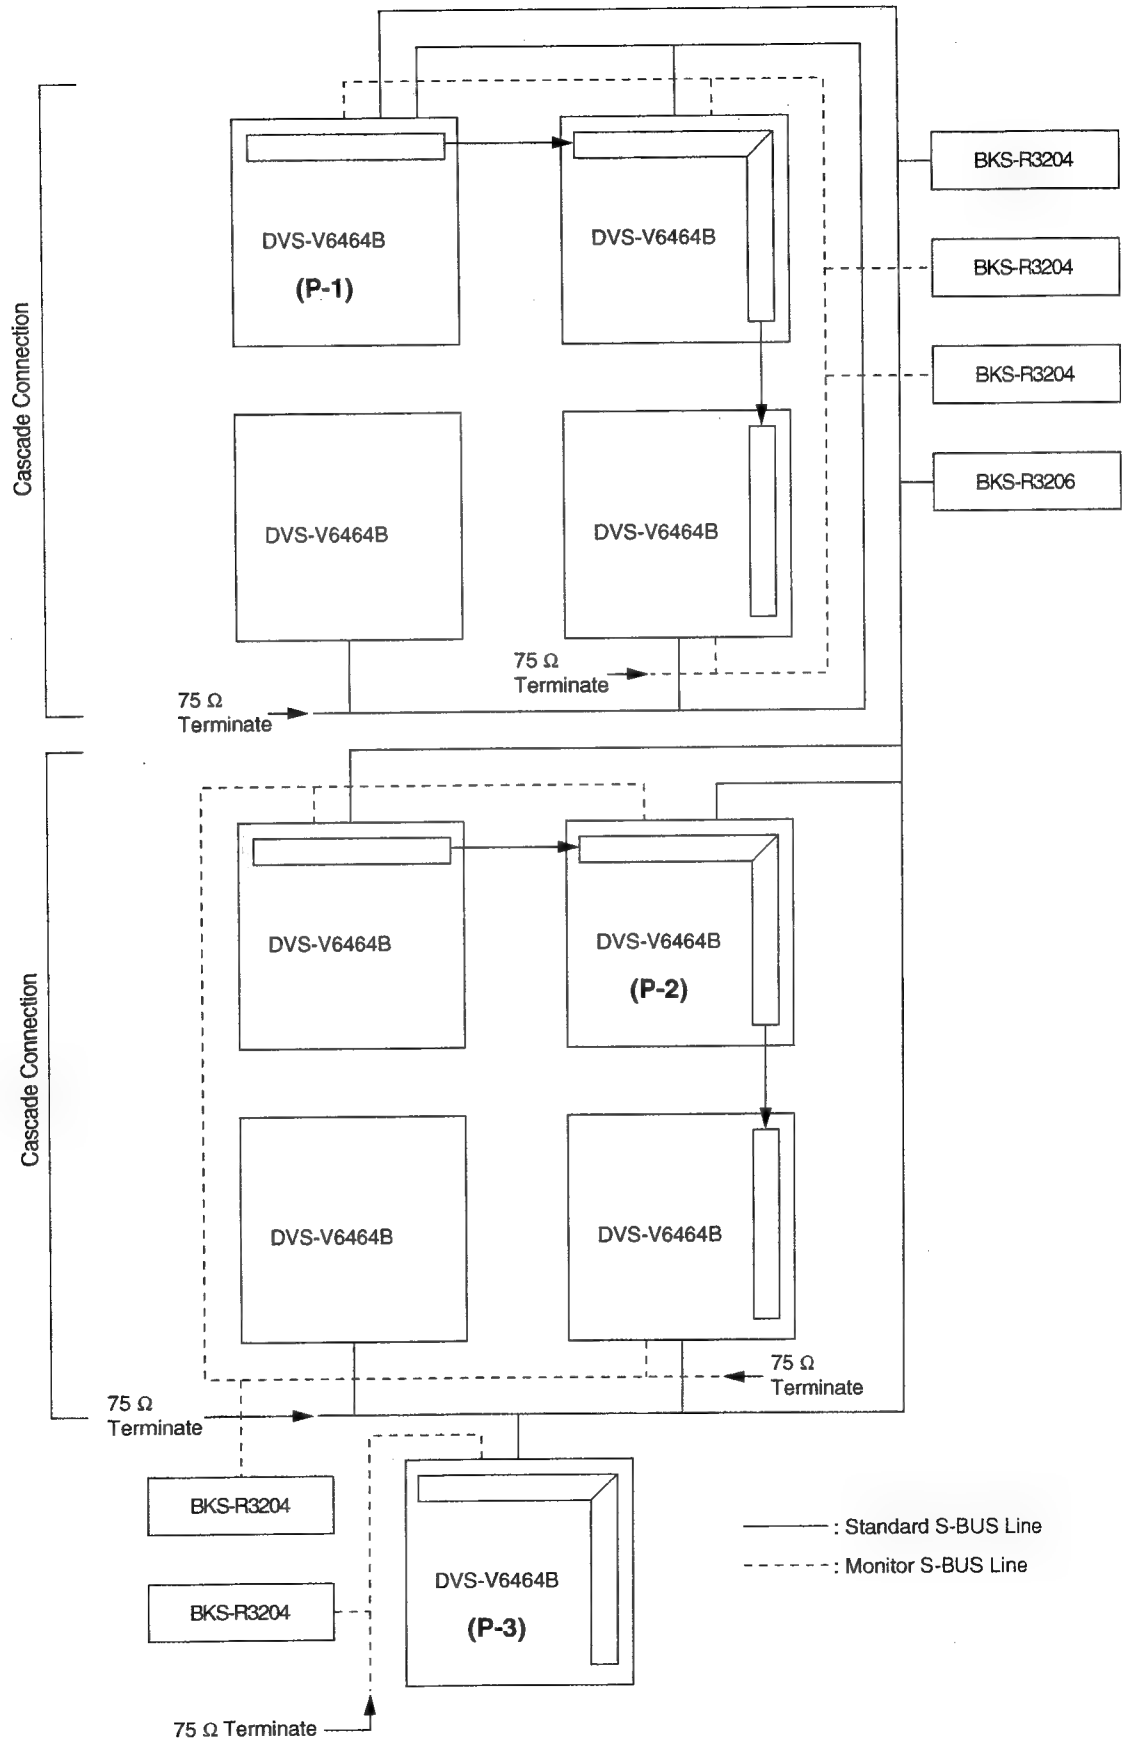 Cascade Connection
DVS-V6464B
(P-1)
DVS-V6464B
BKS-R3204
BKS-R3204
BKS-R3204
BKS-R3206
DVS-V6464B
DVS-V6464B
75 Ω
Terminate
75 Ω
Terminate
Cascade Connection
DVS-V6464B
DVS-V6464B
(P-2)
DVS-V6464B
DVS-V6464B
75 Ω
Terminate
75 Ω
Terminate
BKS-R3204
BKS-R3204
DVS-V6464B
(P-3)
75 Ω Terminate
: Standard S-BUS Line
: Monitor S-BUS Line